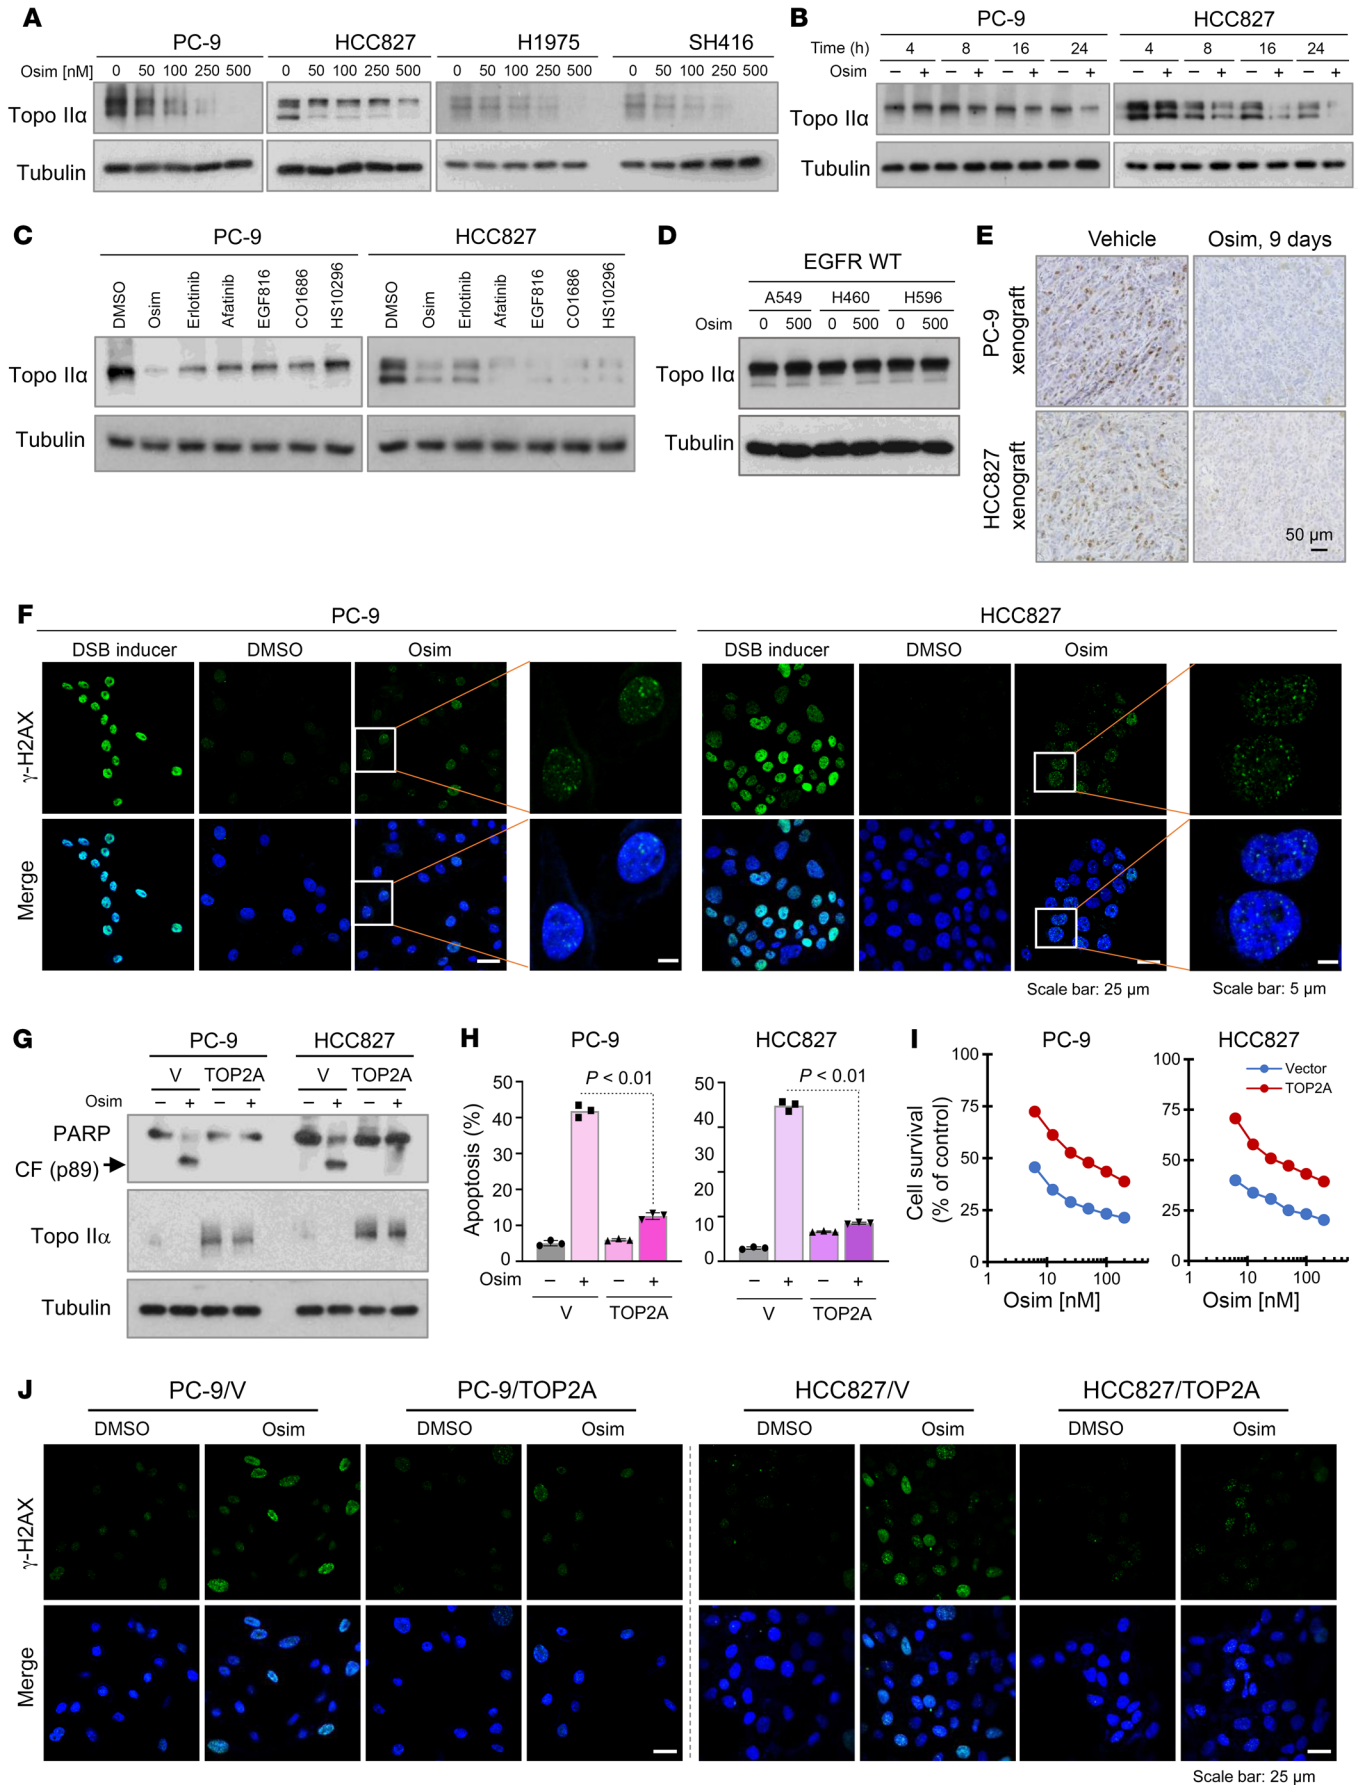 A
PC-9 HCC827 H1975 SH416
Osim [nM] 0 50 100 250 500 0 50 100 250 500 0 50 100 250 500 0 50 100 250 500
Topo IIα
Tubulin
B
PC-9 HCC827
Time (h) 4 8 16 24 4 8 16 24
Osim − + − + − + − + − + − + − + − +
Topo IIα
Tubulin
C
PC-9 HCC827
DMSO Osim Erlotinib Afatinib EGF816 CO1686 HS10296 DMSO Osim Erlotinib Afatinib EGF816 CO1686 HS10296
Topo IIα
Tubulin
D
EGFR WT
A549 H460 H596
Osim 0 500 0 500 0 500
Topo IIα
Tubulin
E
Vehicle Osim, 9 days
PC-9
xenograft
HCC827
xenograft
50 µm
F
PC-9 HCC827
DSB inducer DMSO Osim DSB inducer DMSO Osim
γ-H2AX
Merge
Scale bar: 25 µm Scale bar: 5 µm
G
PC-9 HCC827
V TOP2A V TOP2A
Osim − + − + − + − +
PARP
CF (p89)
Topo IIα
Tubulin
H
PC-9 HCC827
P < 0.01 P < 0.01
Apoptosis (%)
50
40
30
20
10
0
50
40
30
20
10
0
Osim − + − + − + − +
V TOP2A V TOP2A
I
PC-9 HCC827
Vector
TOP2A
Cell survival
(% of control)
100
75
50
25
0
100
75
50
25
0
1 10 100 1 10 100
Osim [nM] Osim [nM]
J
PC-9/V PC-9/TOP2A HCC827/V HCC827/TOP2A
DMSO Osim DMSO Osim DMSO Osim DMSO Osim
γ-H2AX
Merge
Scale bar: 25 µm